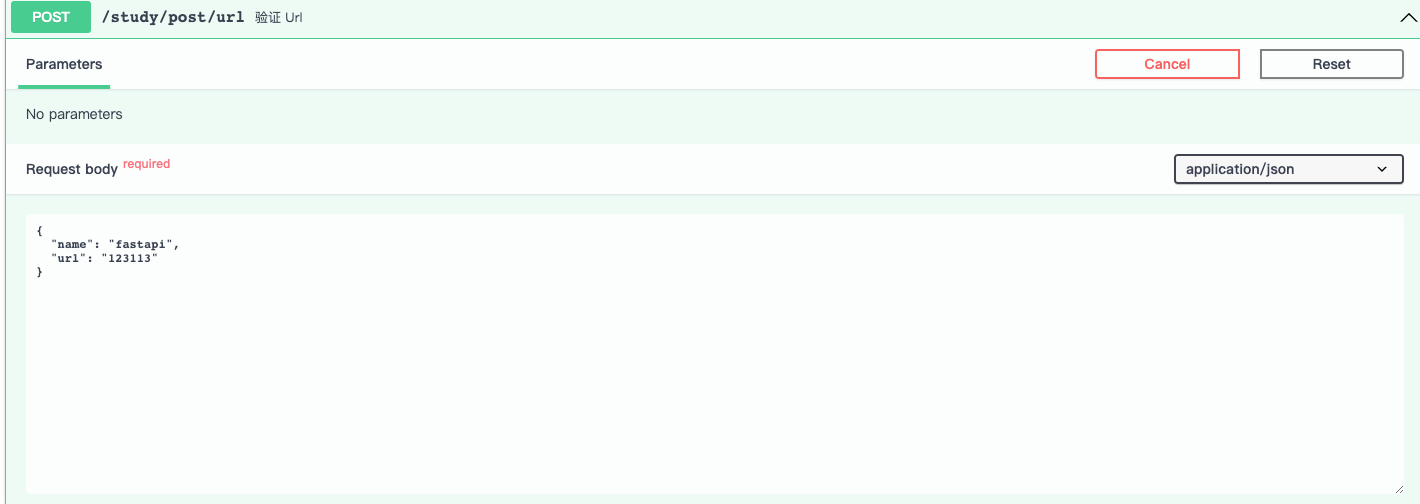 POST /study/post/url 验证 Url
Parameters Cancel Reset
No parameters
Request body required application/json
{
  "name": "fastapi",
  "url": "123113"
}